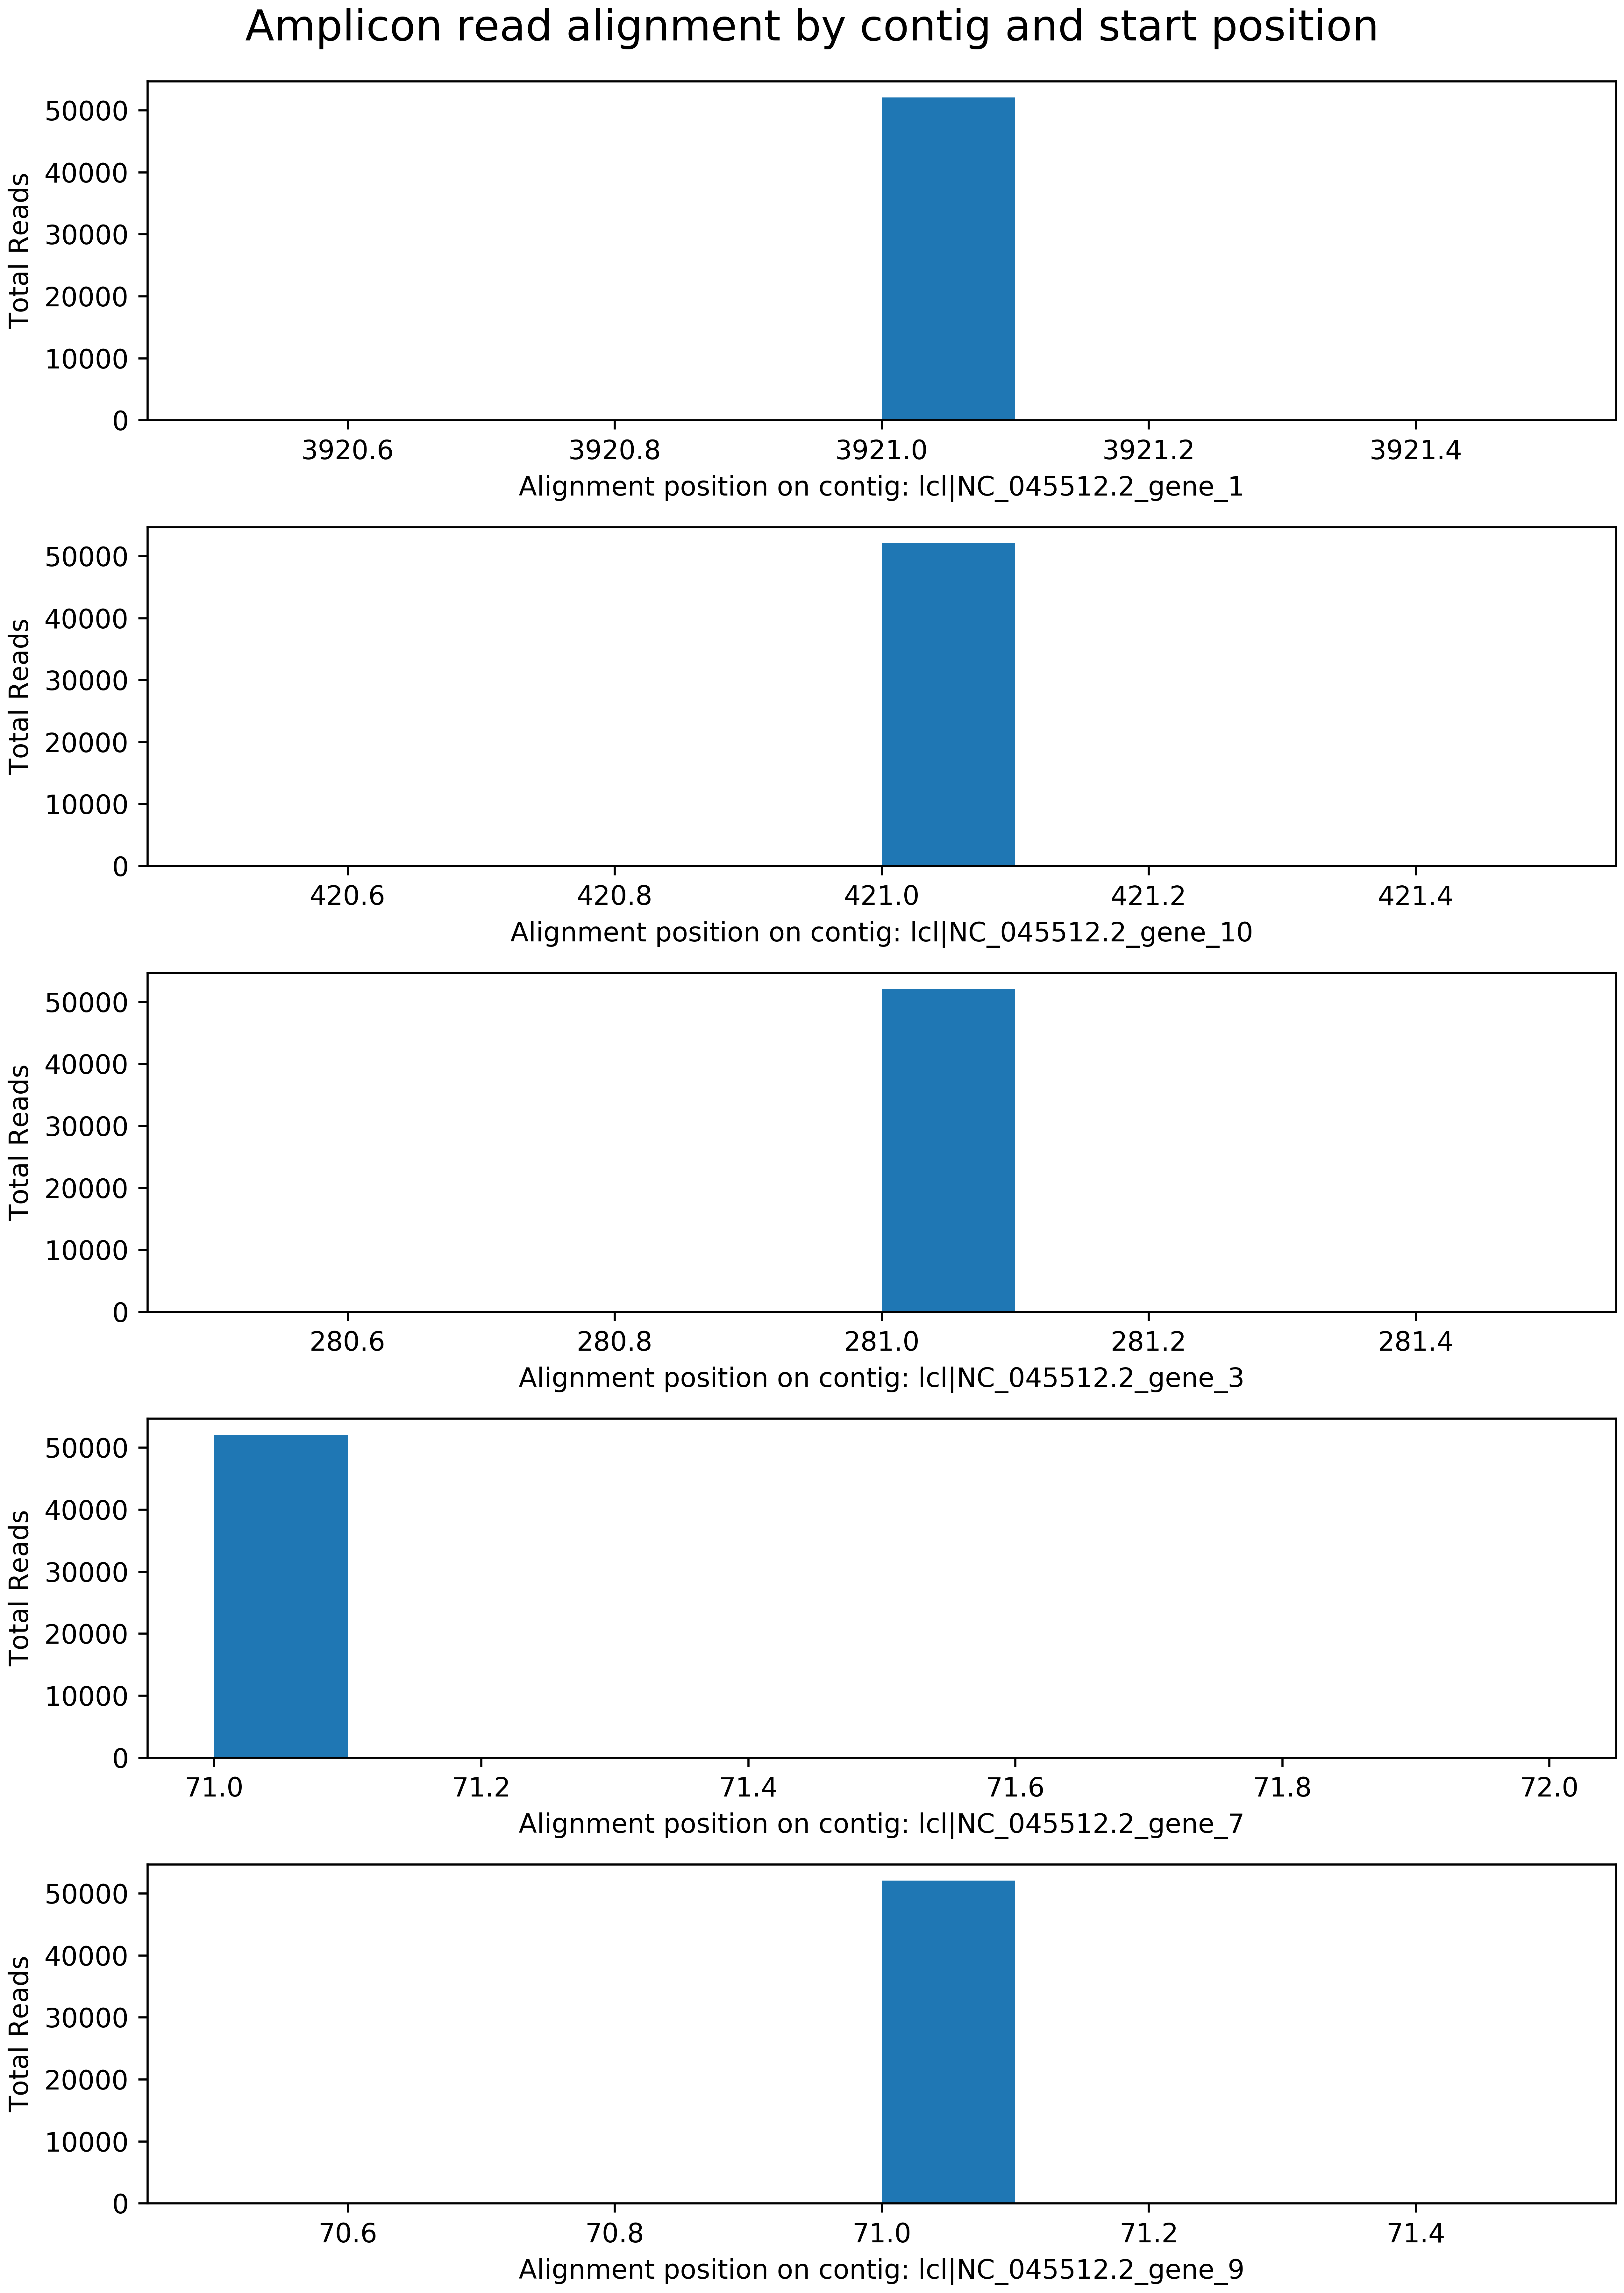 Amplicon read alignment by contig and start position
50000
40000
30000
20000
10000
0
Total Reads
3920.6 3920.8 3921.0 3921.2 3921.4
Alignment position on contig: lcl|NC_045512.2_gene_1
50000
40000
30000
20000
10000
0
Total Reads
420.6 420.8 421.0 421.2 421.4
Alignment position on contig: lcl|NC_045512.2_gene_10
50000
40000
30000
20000
10000
0
Total Reads
280.6 280.8 281.0 281.2 281.4
Alignment position on contig: lcl|NC_045512.2_gene_3
50000
40000
30000
20000
10000
0
Total Reads
71.0 71.2 71.4 71.6 71.8 72.0
Alignment position on contig: lcl|NC_045512.2_gene_7
50000
40000
30000
20000
10000
0
Total Reads
70.6 70.8 71.0 71.2 71.4
Alignment position on contig: lcl|NC_045512.2_gene_9